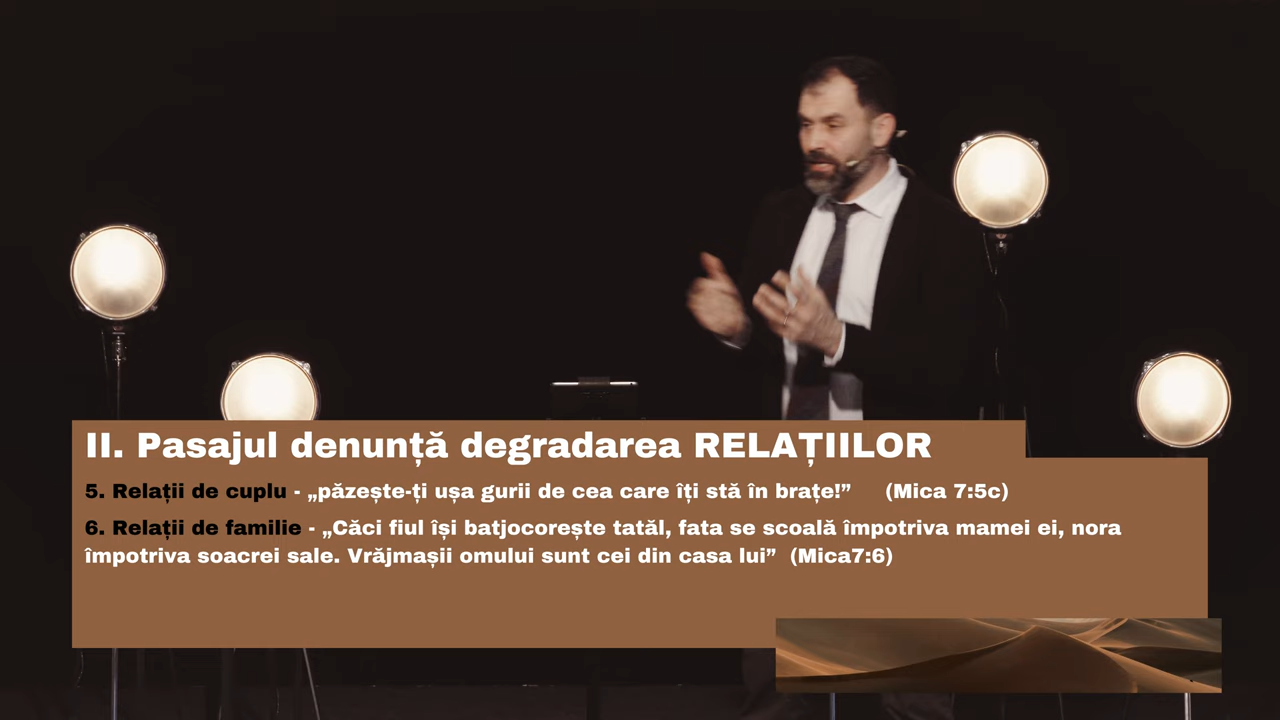 II. Pasajul denunță degradarea RELAȚIILOR
5. Relații de cuplu - „păzește-ți ușa gurii de cea care îți stă în brațe!” (Mica 7:5c)
6. Relații de familie - „Căci fiul își batjocorește tatăl, fata se scoală împotriva mamei ei, nora
împotriva soacrei sale. Vrăjmașii omului sunt cei din casa lui” (Mica7:6)